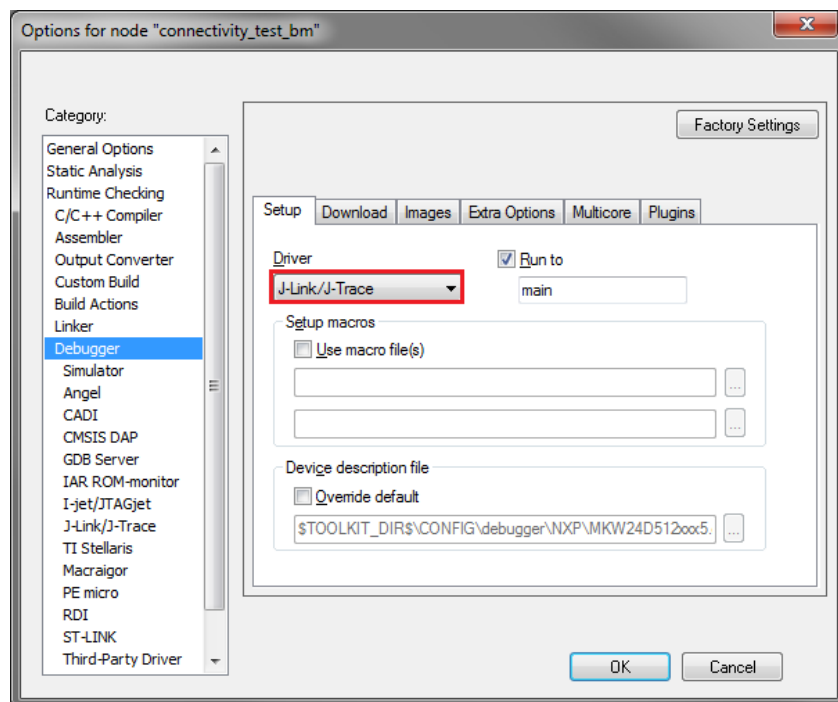 Options for node "connectivity_test_bm"
Category:
General Options
Static Analysis
Runtime Checking
C/C++ Compiler
Assembler
Output Converter
Custom Build
Build Actions
Linker
Debugger
Simulator
Angel
CADI
CMSIS DAP
GDB Server
IAR ROM-monitor
I-jet/JTAGjet
J-Link/J-Trace
TI Stellaris
Macraigor
PE micro
RDI
ST-LINK
Third-Party Driver
Factory Settings
Setup Download Images Extra Options Multicore Plugins
Driver
J-Link/J-Trace
Run to
main
Setup macros
Use macro file(s)
...
...
Device description file
Override default
$TOOLKIT_DIR$\CONFIG\debugger\NXP\MKW24D512xxx5.
...
OK Cancel